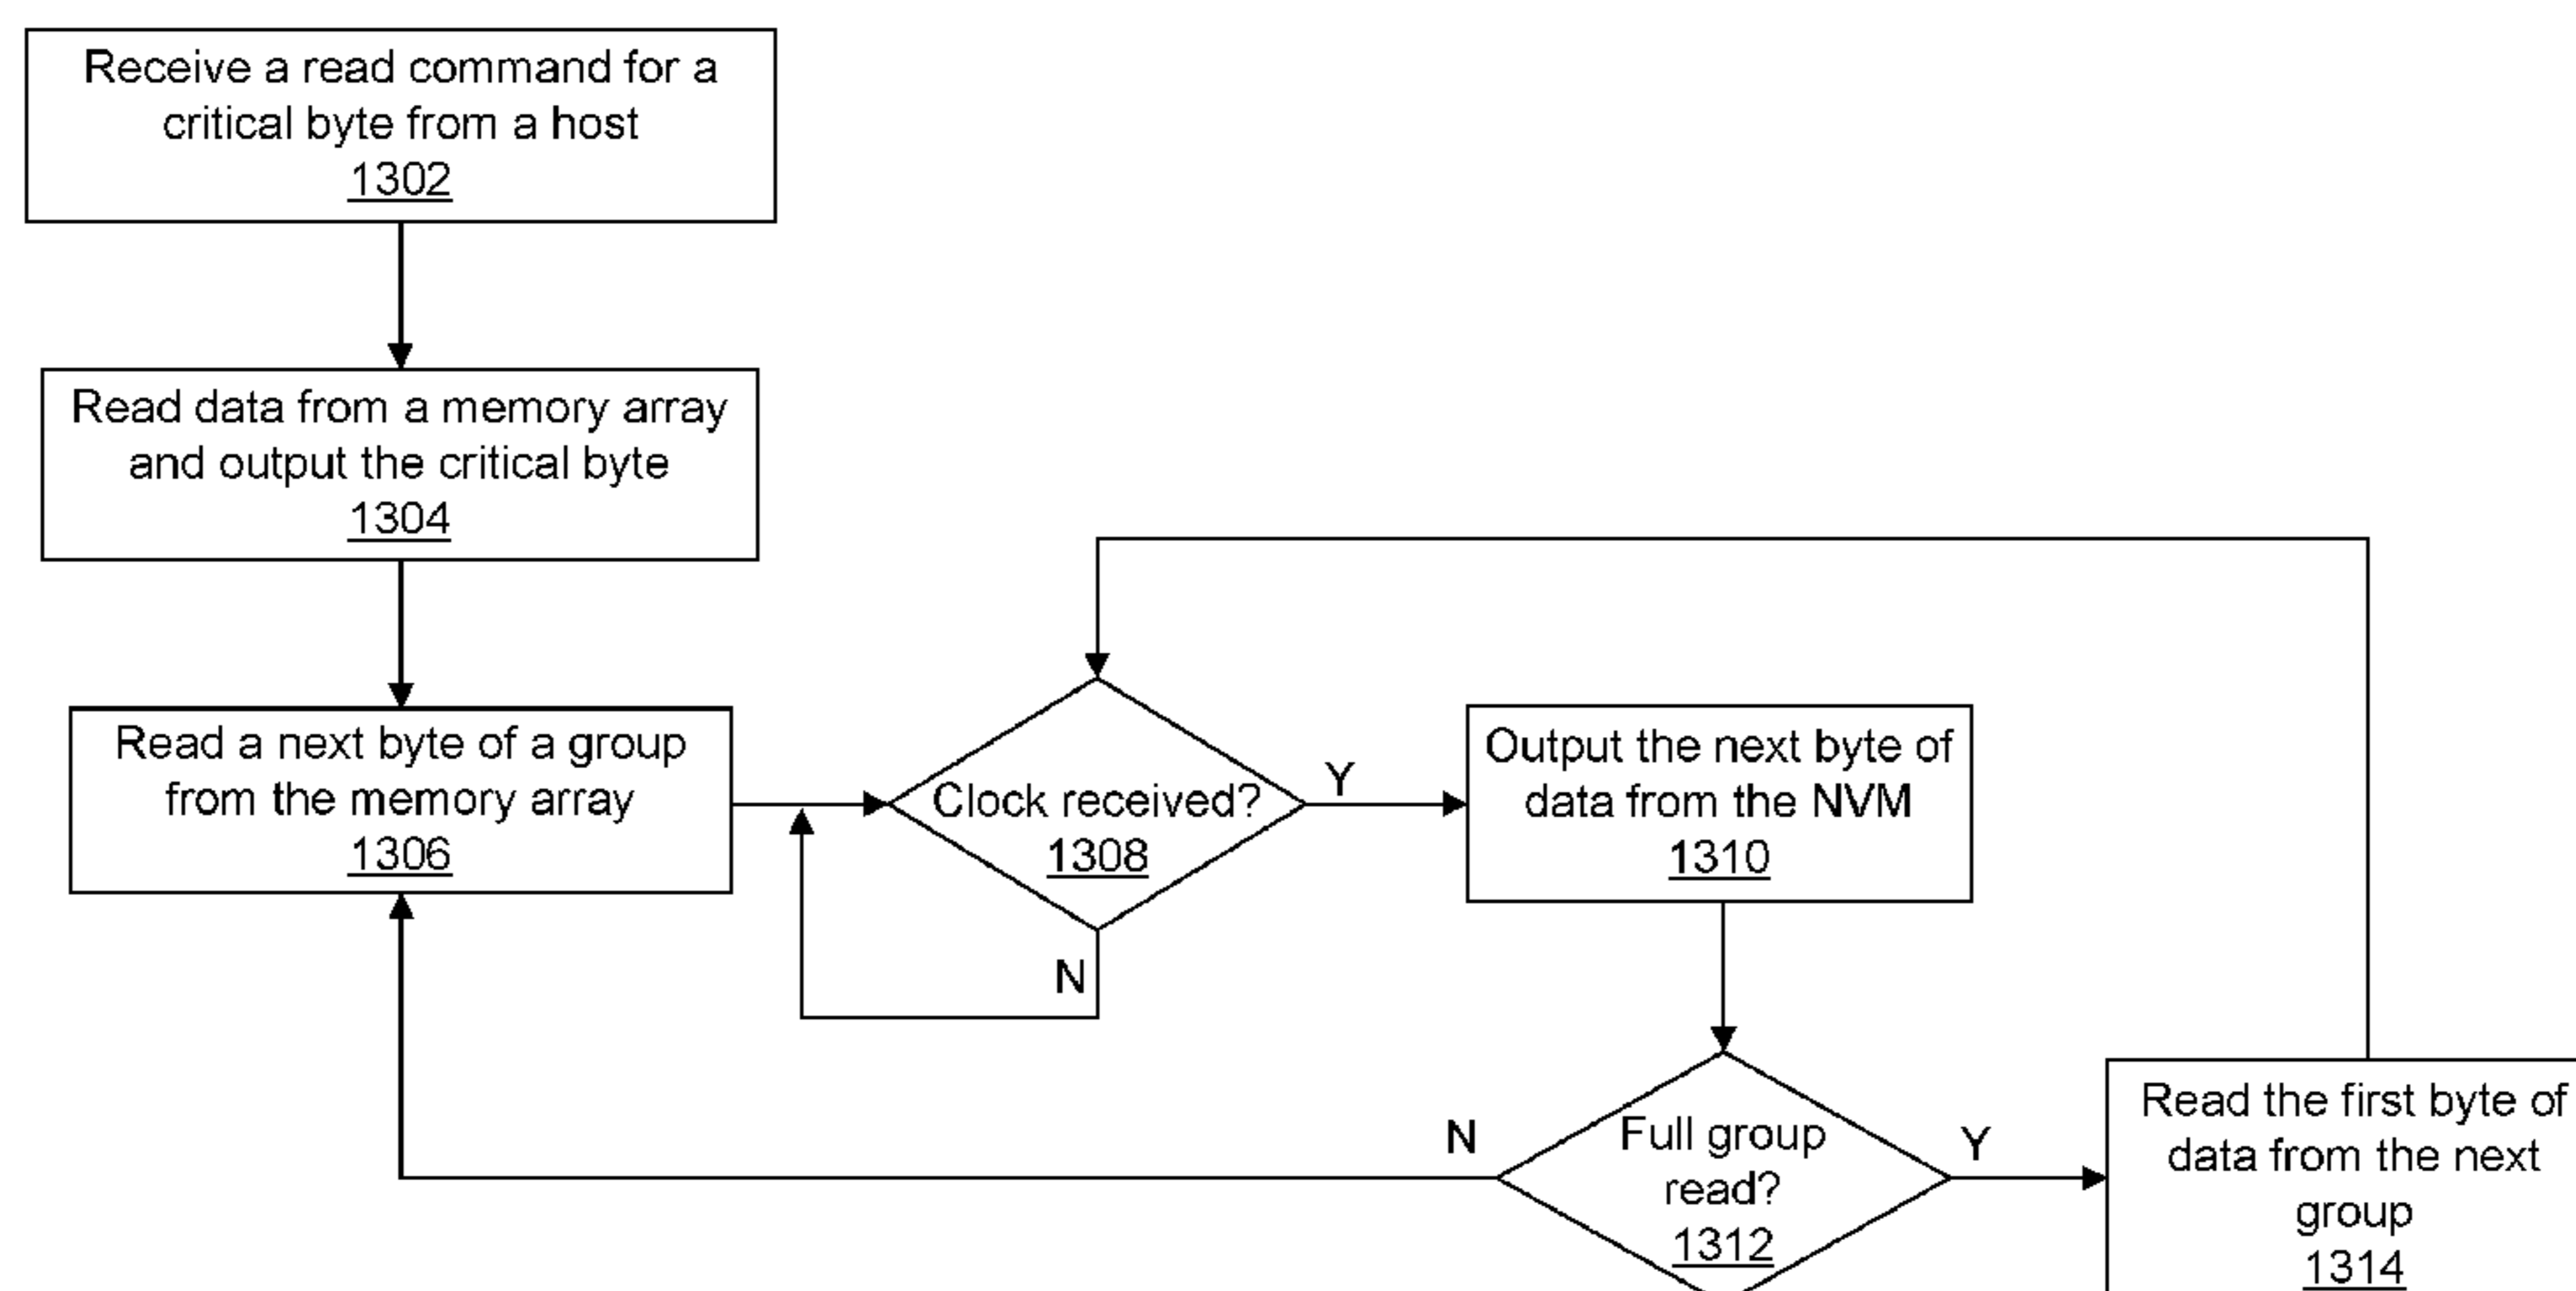 Receive a read command for a
critical byte from a host
1302
Read data from a memory array
and output the critical byte
1304
Read a next byte of a group
from the memory array
1306
Clock received?
1308
Y
N
Output the next byte of
data from the NVM
1310
Full group
read?
1312
N
Y
Read the first byte of
data from the next
group
1314